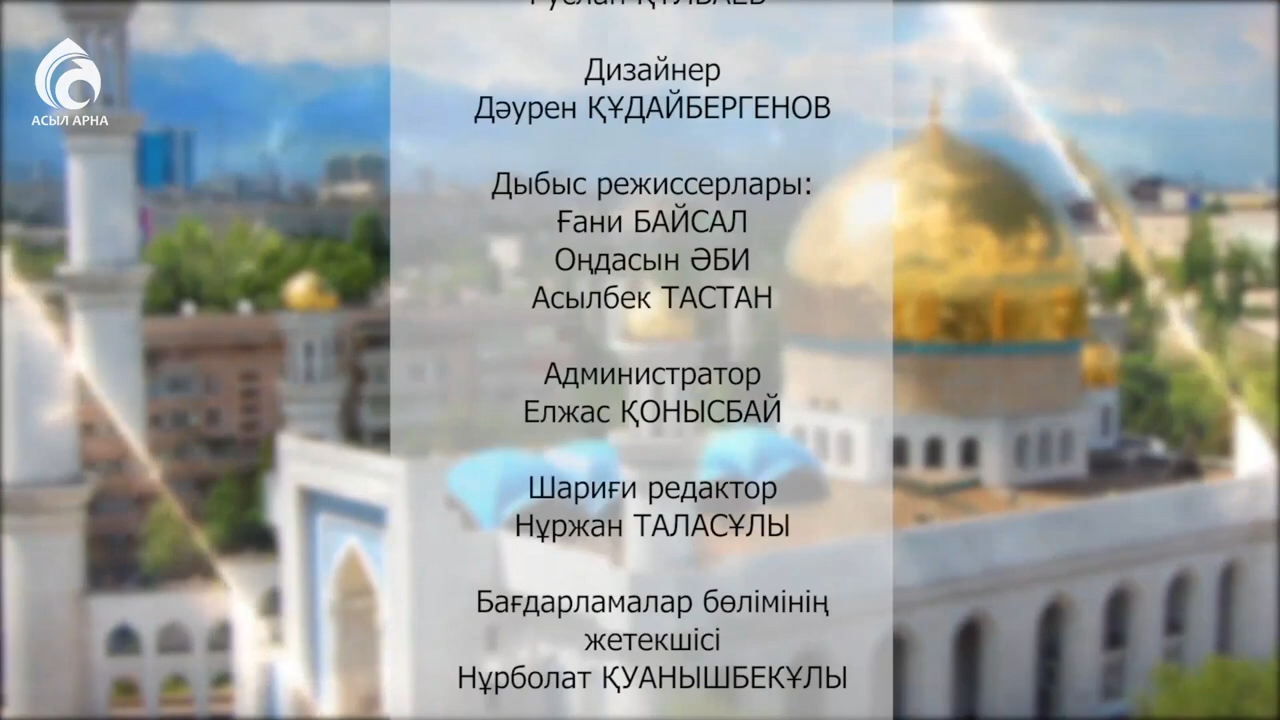 АСЫЛ АРНА
Дизайнер
Дәурен ҚҰДАЙБЕРГЕНОВ
Дыбыс режиссерлары:
Ғани БАЙСАЛ
Оңдасын ӘБИ
Асылбек ТАСТАН
Администратор
Елжас ҚОНЫСБАЙ
Шариғи редактор
Нұржан ТАЛАСҰЛЫ
Бағдарламалар бөлімінің
жетекшісі
Нұрболат ҚУАНЫШБЕКҰЛЫ